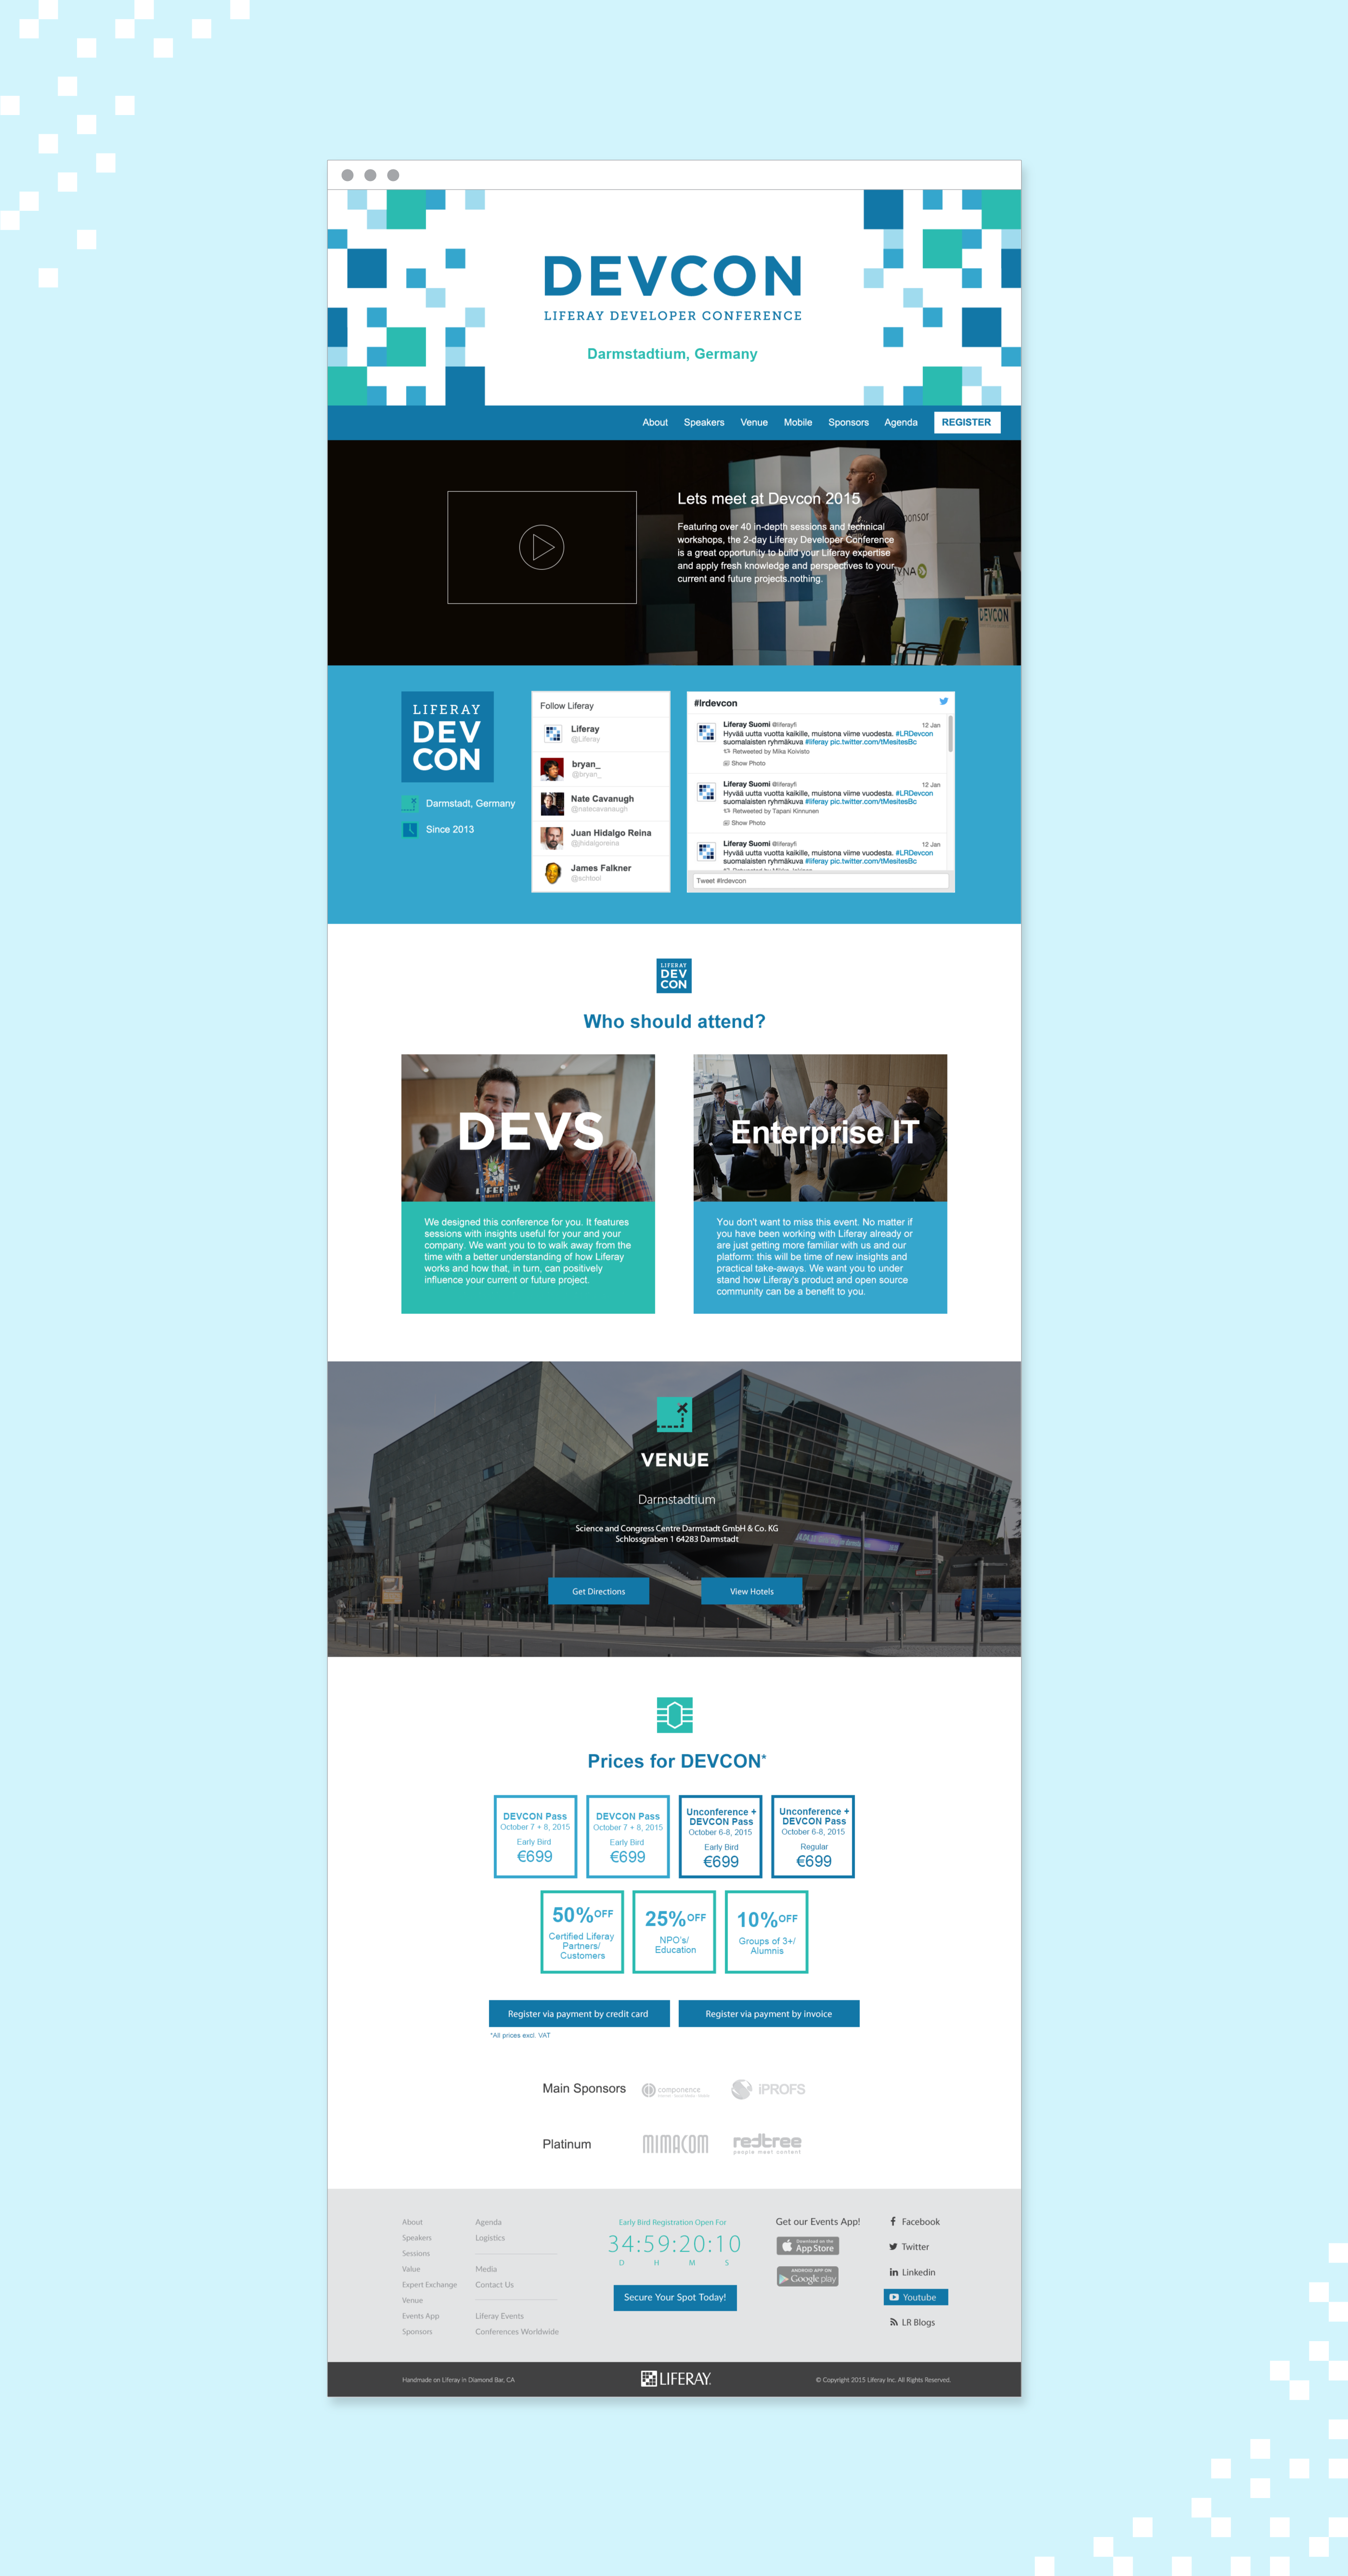 DEVCON
LIFERAY DEVELOPER CONFERENCE
Darmstadtium, Germany
About Speakers Venue Mobile Sponsors Agenda REGISTER
Lets meet at Devcon 2015
Featuring over 40 in-depth sessions and technical
workshops, the 2-day Liferay Developer Conference
is a great opportunity to build your Liferay expertise
and apply fresh knowledge and perspectives to your
current and future projects.nothing.
DEVCON
LIFERAY
DEV
CON
Darmstadt, Germany
Since 2013
Follow Liferay
Liferay
@Liferay
bryan_
@bryan_
Nate Cavanugh
@natecavanaugh
Juan Hidalgo Reina
@jhidalgoreina
James Falkner
@schtool
#lrdevcon
Liferay Suomi @liferayfi 12 Jan
Hyvää uutta vuotta kaikille, muistona viime vuodesta. #LRDevcon
suomalaisten ryhmäkuva #liferay pic.twitter.com/tMesitesBc
Retweeted by Mika Koivisto
Show Photo
Liferay Suomi @liferayfi 12 Jan
Hyvää uutta vuotta kaikille, muistona viime vuodesta. #LRDevcon
suomalaisten ryhmäkuva #liferay pic.twitter.com/tMesitesBc
Retweeted by Tapani Kinnunen
Show Photo
Liferay Suomi @liferayfi 12 Jan
Hyvää uutta vuotta kaikille, muistona viime vuodesta. #LRDevcon
suomalaisten ryhmäkuva #liferay pic.twitter.com/tMesitesBc
Tweet #lrdevcon
LIFERAY
DEV
CON
Who should attend?
DEVS
LIFERAY
We designed this conference for you. It features
sessions with insights useful for your and your
company. We want you to to walk away from the
time with a better understanding of how Liferay
works and how that, in turn, can positively
influence your current or future project.
Enterprise IT
You don't want to miss this event. No matter if
you have been working with Liferay already or
are just getting more familiar with us and our
platform: this will be time of new insights and
practical take-aways. We want you to under
stand how Liferay's product and open source
community can be a benefit to you.
VENUE
Darmstadtium
Science and Congress Centre Darmstadt GmbH & Co. KG
Schlossgraben 1 64283 Darmstadt
Get Directions
View Hotels
Prices for DEVCON*
DEVCON Pass
October 7 + 8, 2015
Early Bird
€699
DEVCON Pass
October 7 + 8, 2015
Early Bird
€699
Unconference +
DEVCON Pass
October 6-8, 2015
Early Bird
€699
Unconference +
DEVCON Pass
October 6-8, 2015
Regular
€699
50% OFF
Certified Liferay
Partners/
Customers
25% OFF
NPO's/
Education
10% OFF
Groups of 3+/
Alumnis
Register via payment by credit card
Register via payment by invoice
*All prices excl. VAT
Main Sponsors
componence
iPROFS
Platinum
mimacom
redtree
people meet content
About
Speakers
Sessions
Value
Expert Exchange
Venue
Events App
Sponsors
Agenda
Logistics
Media
Contact Us
Liferay Events
Conferences Worldwide
Early Bird Registration Open For
34:59:20:10
D H M S
Secure Your Spot Today!
Get our Events App!
Download on the
App Store
ANDROID APP ON
Google play
Facebook
Twitter
Linkedin
Youtube
LR Blogs
Handmade on Liferay in Diamond Bar, CA
LIFERAY.
© Copyright 2015 Liferay Inc. All Rights Reserved.